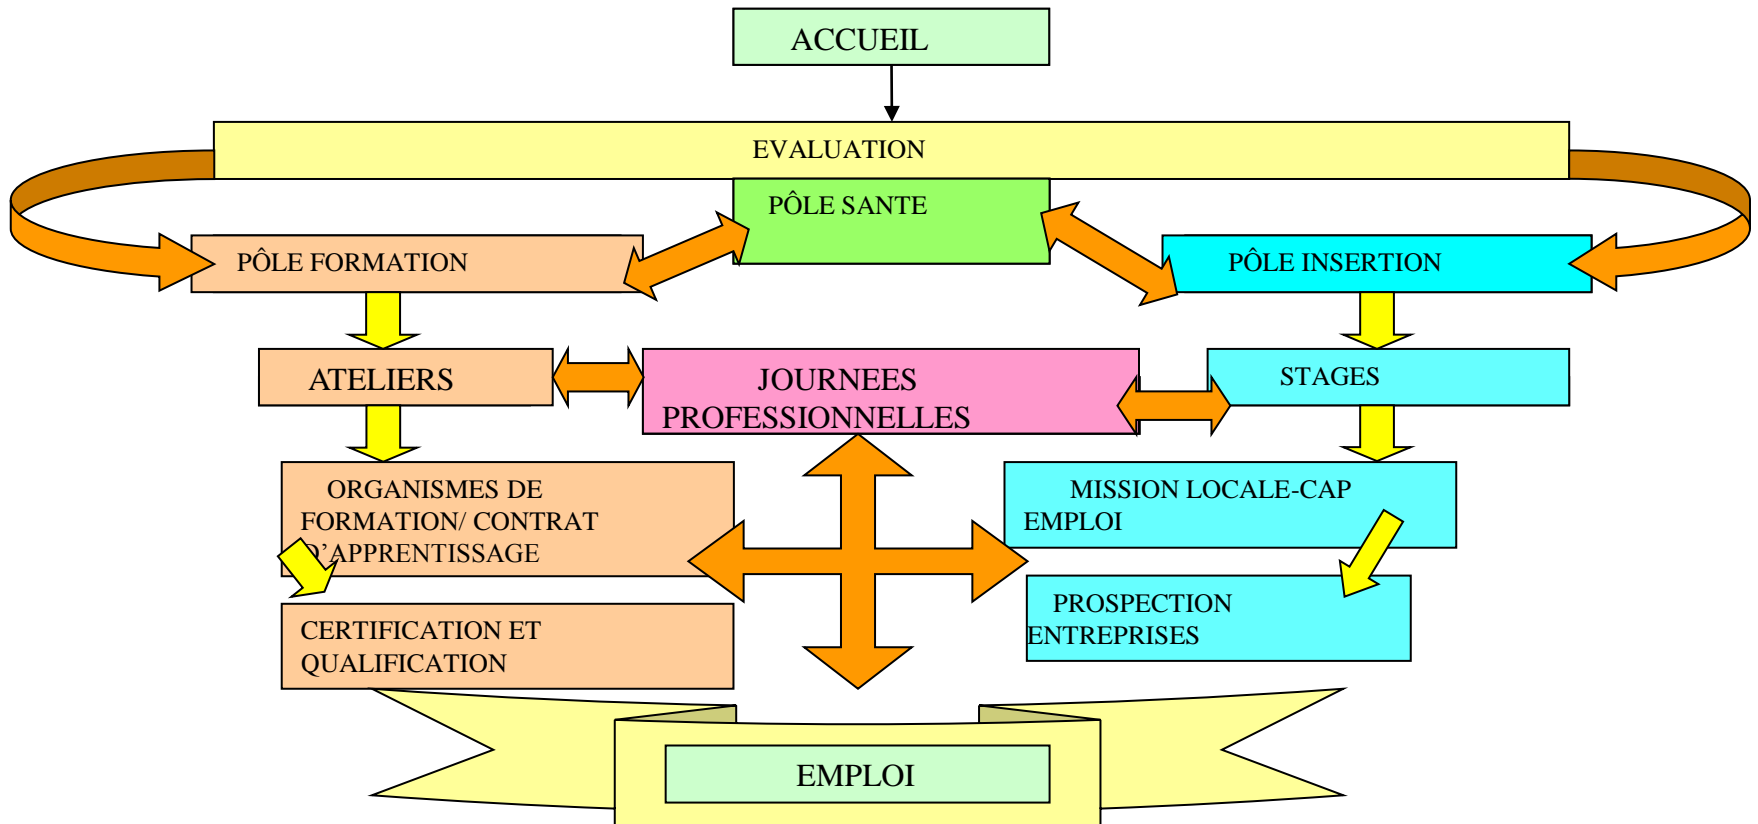 ACCUEIL
EVALUATION
PÔLE SANTE
PÔLE FORMATION
PÔLE INSERTION
ATELIERS
JOURNEES
PROFESSIONNELLES
STAGES
ORGANISMES DE
FORMATION/ CONTRAT
D’APPRENTISSAGE
MISSION LOCALE-CAP
EMPLOI
CERTIFICATION ET
QUALIFICATION
PROSPECTION
ENTREPRISES
EMPLOI